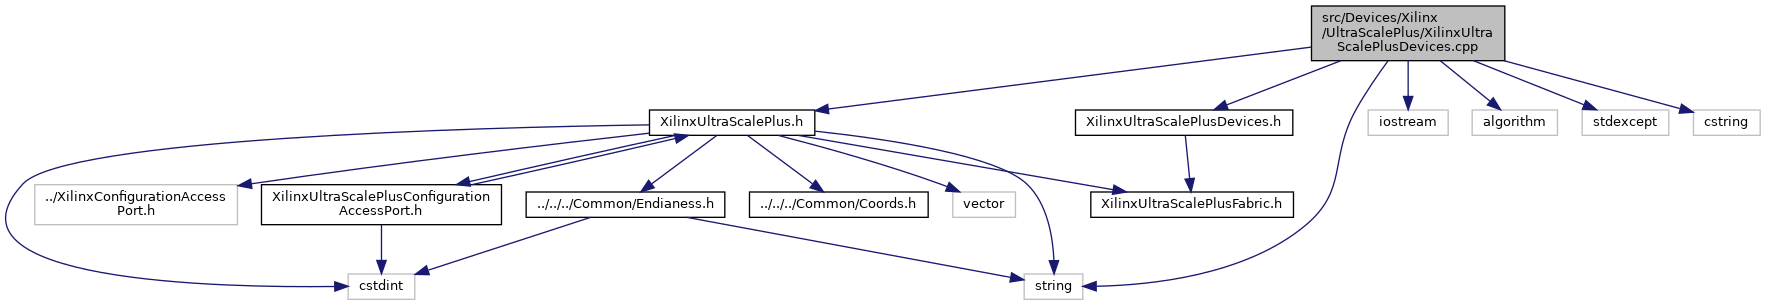 src/Devices/Xilinx
/UltraScalePlus/XilinxUltra
ScalePlusDevices.cpp
XilinxUltraScalePlus.h
XilinxUltraScalePlusDevices.h
iostream
algorithm
stdexcept
cstring
../XilinxConfigurationAccess
Port.h
XilinxUltraScalePlusConfiguration
AccessPort.h
../../../Common/Endianess.h
../../../Common/Coords.h
vector
XilinxUltraScalePlusFabric.h
cstdint
string